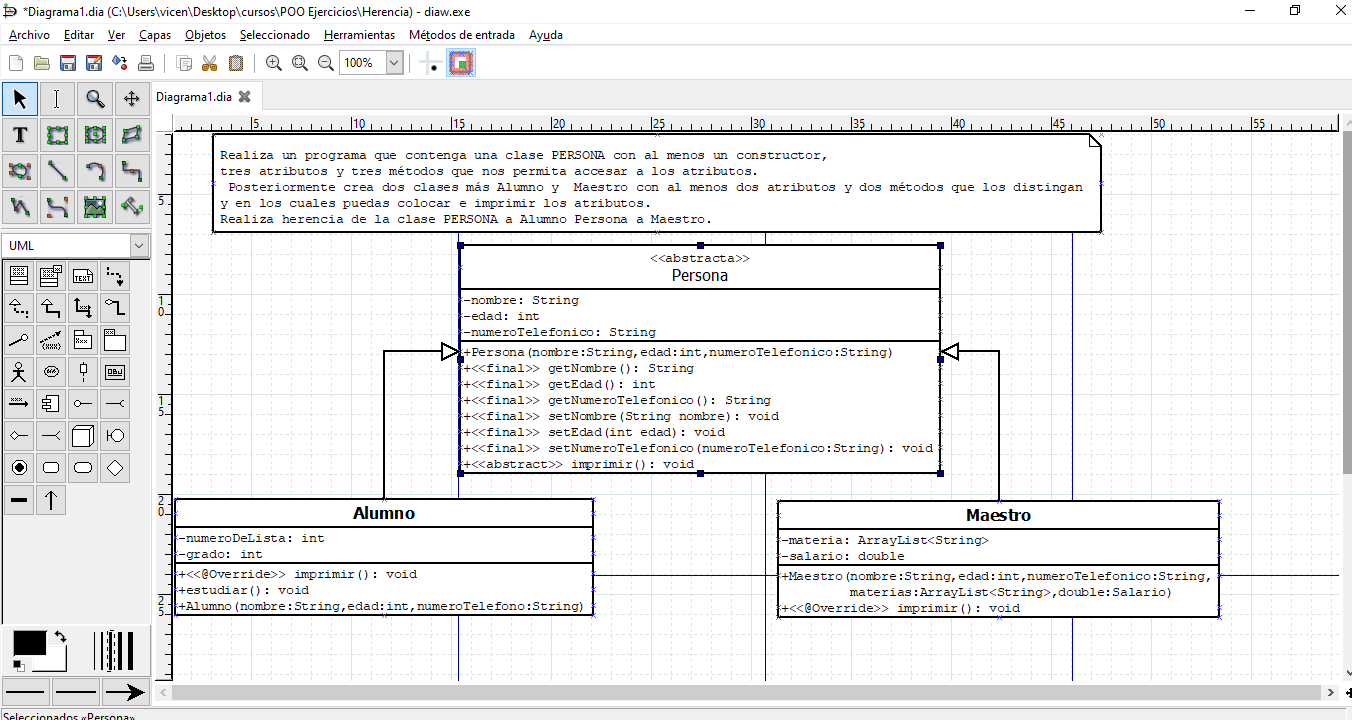 *Diagrama1.dia (C:\Users\vicen\Desktop\cursos\POO Ejercicios\Herencia) - diaw.exe
Archivo Editar Ver Capas Objetos Seleccionado Herramientas Métodos de entrada Ayuda
100%
Diagrama1.dia
5 10 15 20 25 30 35 40 45 50 55
T
UML
TEXT
OBJ
5
10
15
20
25
Realiza un programa que contenga una clase PERSONA con al menos un constructor,
tres atributos y tres métodos que nos permita accesar a los atributos.
Posteriormente crea dos clases más Alumno y  Maestro con al menos dos atributos y dos métodos que los distingan
y en los cuales puedas colocar e imprimir los atributos.
Realiza herencia de la clase PERSONA a Alumno Persona a Maestro.
<<abstracta>>
Persona
-nombre: String
-edad: int
-numeroTelefonico: String
+Persona(nombre:String,edad:int,numeroTelefonico:String)
+<<final>> getNombre(): String
+<<final>> getEdad(): int
+<<final>> getNumeroTelefonico(): String
+<<final>> setNombre(String nombre): void
+<<final>> setEdad(int edad): void
+<<final>> setNumeroTelefonico(numeroTelefonico:String): void
+<<abstract>> imprimir(): void
Alumno
-numeroDeLista: int
-grado: int
+<<@Override>> imprimir(): void
+estudiar(): void
+Alumno(nombre:String,edad:int,numeroTelefono:String)
Maestro
-materia: ArrayList<String>
-salario: double
+Maestro(nombre:String,edad:int,numeroTelefonico:String,
materias:ArrayList<String>,double:Salario)
+<<@Override>> imprimir(): void
Seleccionados «Persona»